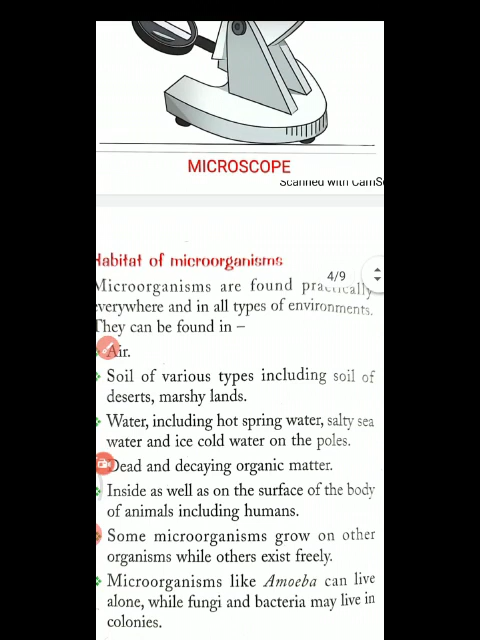 MICROSCOPE
Scanned with CamS
Habitat of microorganisms
4/9
Microorganisms are found practically
everywhere and in all types of environments.
They can be found in –
Air.
Soil of various types including soil of
deserts, marshy lands.
Water, including hot spring water, salty sea
water and ice cold water on the poles.
Dead and decaying organic matter.
Inside as well as on the surface of the body
of animals including humans.
Some microorganisms grow on other
organisms while others exist freely.
Microorganisms like Amoeba can live
alone, while fungi and bacteria may live in
colonies.